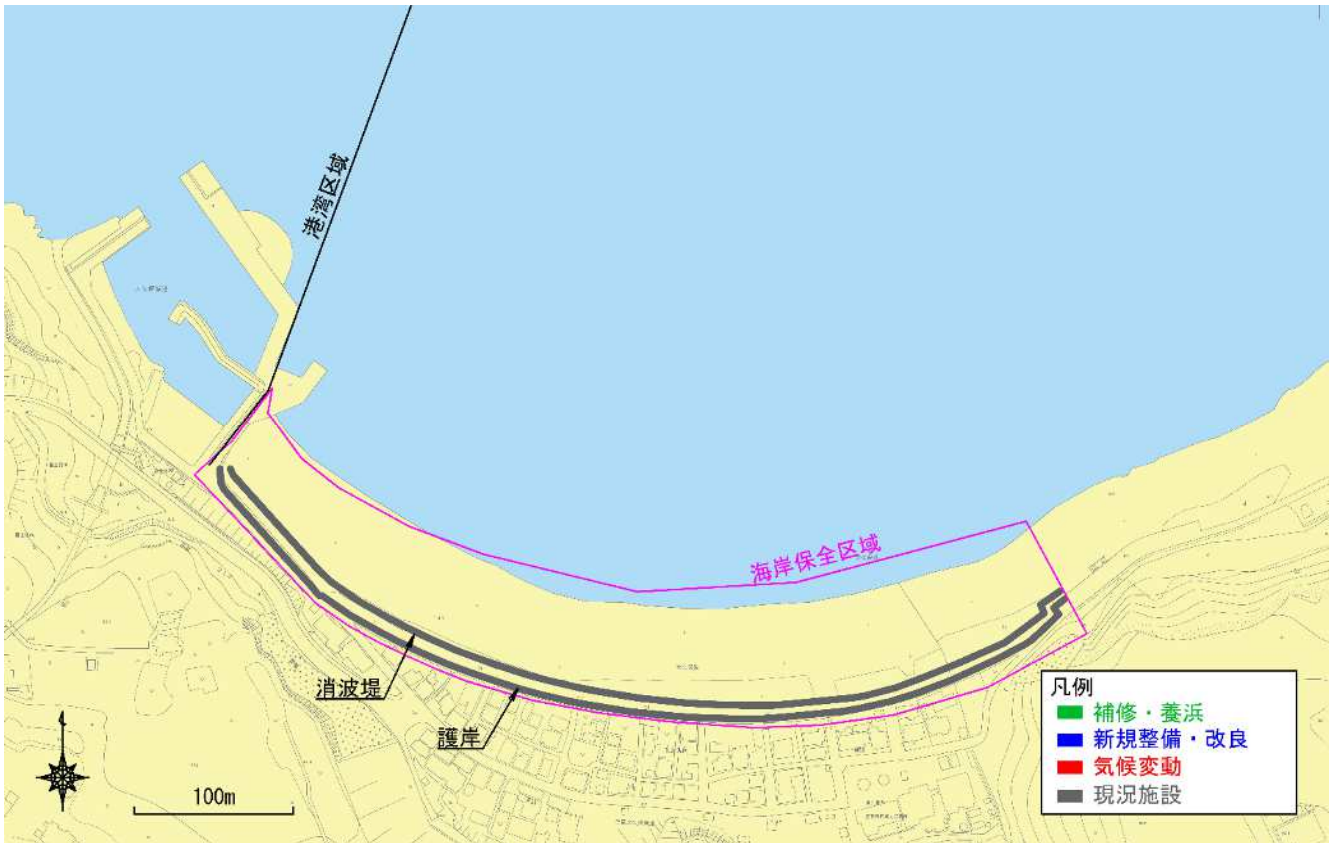 港湾区域
海岸保全区域
消波堤
護岸
100m
凡例
補修・養浜
新規整備・改良
気候変動
現況施設